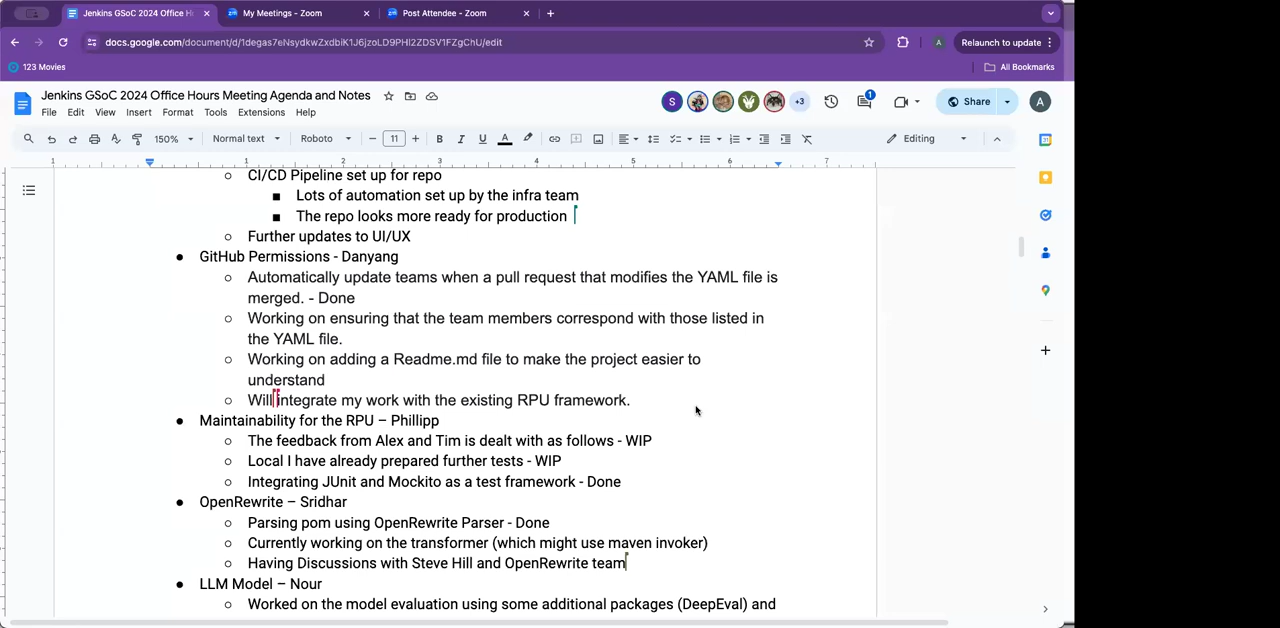 Jenkins GSoC 2024 Office H
My Meetings - Zoom
Post Attendee - Zoom
docs.google.com/document/d/1degas7eNsydkwZxdbiK1J6jzoLD9PHI2ZDSV1FZgChU/edit
A
Relaunch to update
123 Movies
All Bookmarks
Jenkins GSoC 2024 Office Hours Meeting Agenda and Notes
S
+3
1
Share
A
File Edit View Insert Format Tools Extensions Help
150%
Normal text
Roboto
11
B I U A
Editing
1 1 2 3 4 5 6 7
CI/CD Pipeline set up for repo
Lots of automation set up by the infra team
The repo looks more ready for production
Further updates to UI/UX
GitHub Permissions - Danyang
Automatically update teams when a pull request that modifies the YAML file is
merged. - Done
Working on ensuring that the team members correspond with those listed in
the YAML file.
Working on adding a Readme.md file to make the project easier to
understand
Will integrate my work with the existing RPU framework.
Maintainability for the RPU – Phillipp
The feedback from Alex and Tim is dealt with as follows - WIP
Local I have already prepared further tests - WIP
Integrating JUnit and Mockito as a test framework - Done
OpenRewrite – Sridhar
Parsing pom using OpenRewrite Parser - Done
Currently working on the transformer (which might use maven invoker)
Having Discussions with Steve Hill and OpenRewrite team
LLM Model – Nour
Worked on the model evaluation using some additional packages (DeepEval) and